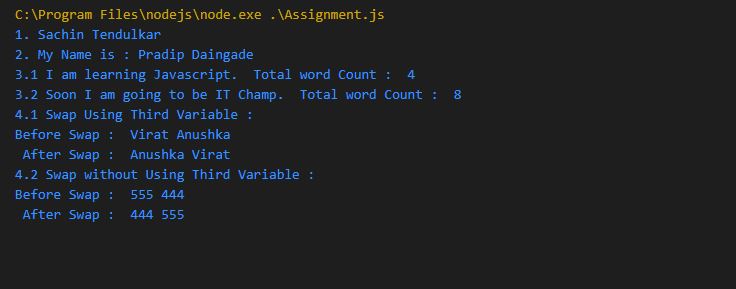 C:\Program Files\nodejs\node.exe .\Assignment.js
1. Sachin Tendulkar
2. My Name is : Pradip Daingade
3.1 I am learning Javascript.  Total word Count :  4
3.2 Soon I am going to be IT Champ.  Total word Count :  8
4.1 Swap Using Third Variable :
Before Swap :  Virat Anushka
 After Swap :  Anushka Virat
4.2 Swap without Using Third Variable :
Before Swap :  555 444
 After Swap :  444 555